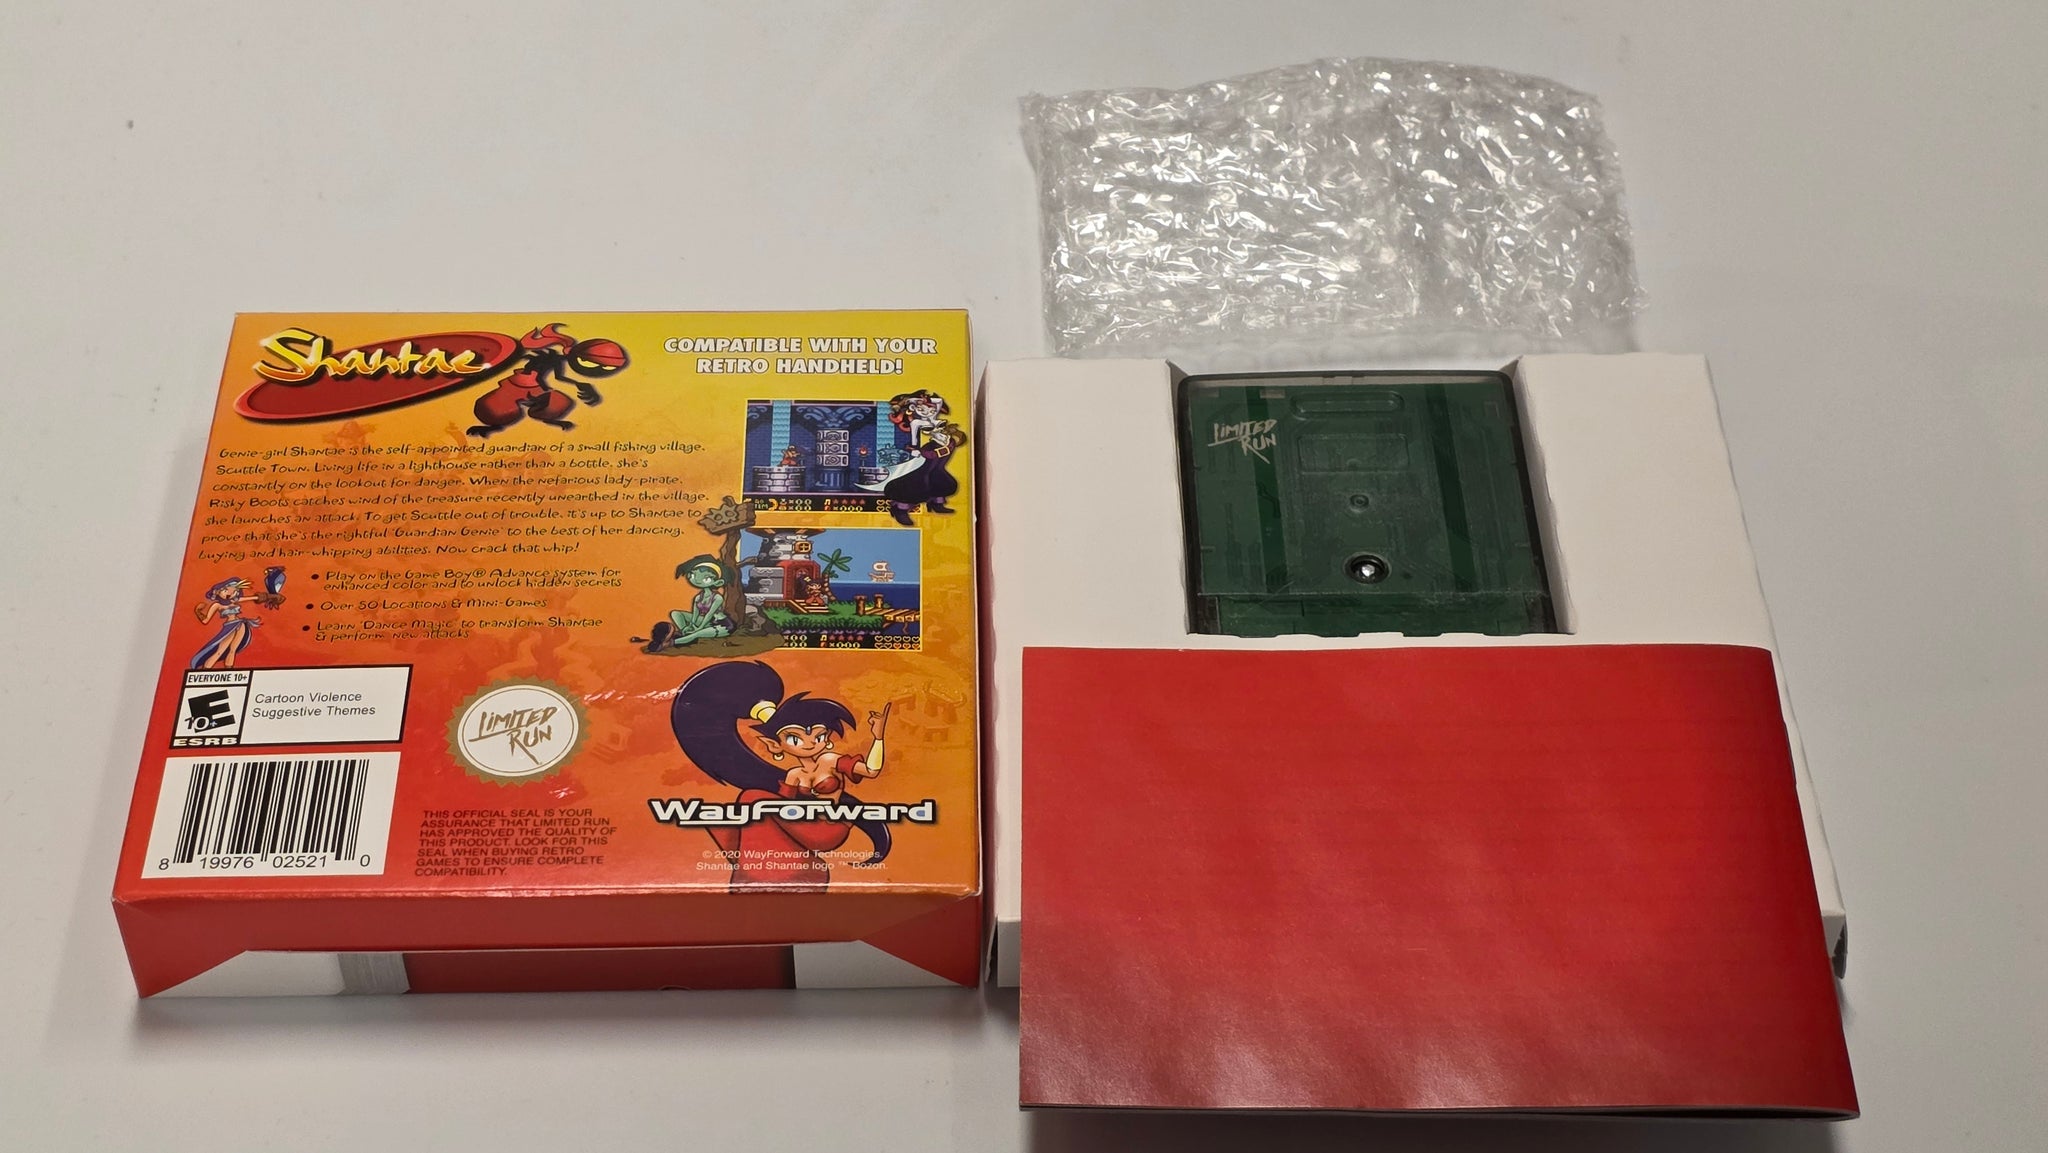 Shantae
COMPATIBLE WITH YOUR
RETRO HANDHELD!
Genie-girl Shantae is the self-appointed guardian of a small fishing village,
Scuttle Town. Living life in a lighthouse rather than a bottle, she's
constantly on the lookout for danger. When the nefarious lady-pirate,
Risky Boots catches wind of the treasure recently unearthed in the village,
she launches an attack. To get Scuttle out of trouble, it's up to Shantae to
prove that she's the rightful 'Guardian Genie' to the best of her dancing,
buying and hair-whipping abilities. Now crack that whip!
• Play on the Game Boy® Advance system for
enhanced color and to unlock hidden secrets
• Over 50 Locations & Mini-Games
• Learn 'Dance Magic' to transform Shantae
& perform new attacks
EVERYONE 10+
E
10+
ESRB
Cartoon Violence
Suggestive Themes
LIMITED
RUN
8 19976 02521 0
THIS OFFICIAL SEAL IS YOUR
ASSURANCE THAT LIMITED RUN
HAS APPROVED THE QUALITY OF
THIS PRODUCT. LOOK FOR THIS
SEAL WHEN BUYING RETRO
GAMES TO ENSURE COMPLETE
COMPATIBILITY.
WayForward
© 2020 WayForward Technologies.
Shantae and Shantae logo ™ Bozon.
LIMITED
RUN